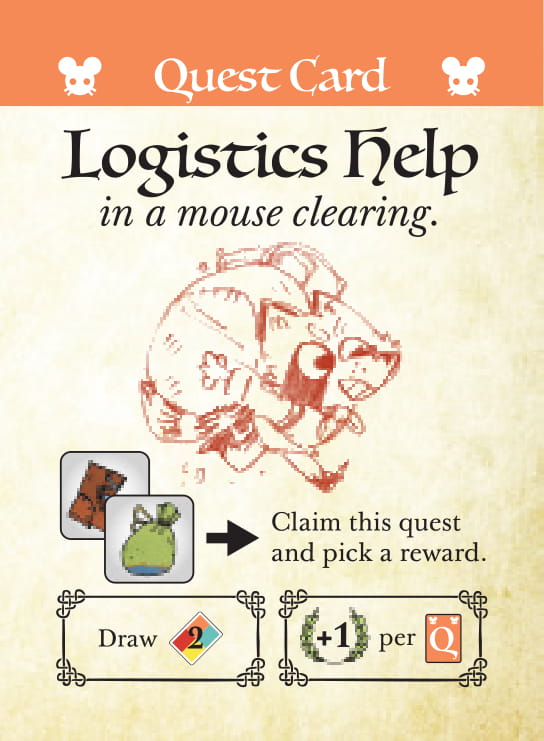 Quest Card
Logistics Help
in a mouse clearing.
Claim this quest
and pick a reward.
Draw 2
+1 per Q